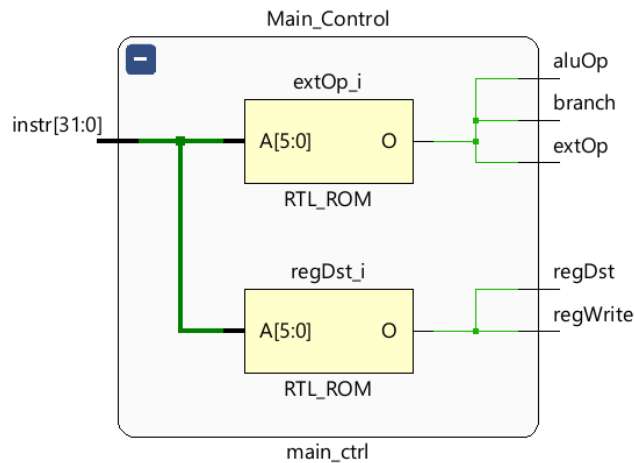 Main_Control
extOp_i
aluOp
branch
instr[31:0]
A[5:0] O
extOp
RTL_ROM
regDst_i
regDst
regWrite
A[5:0] O
RTL_ROM
main_ctrl